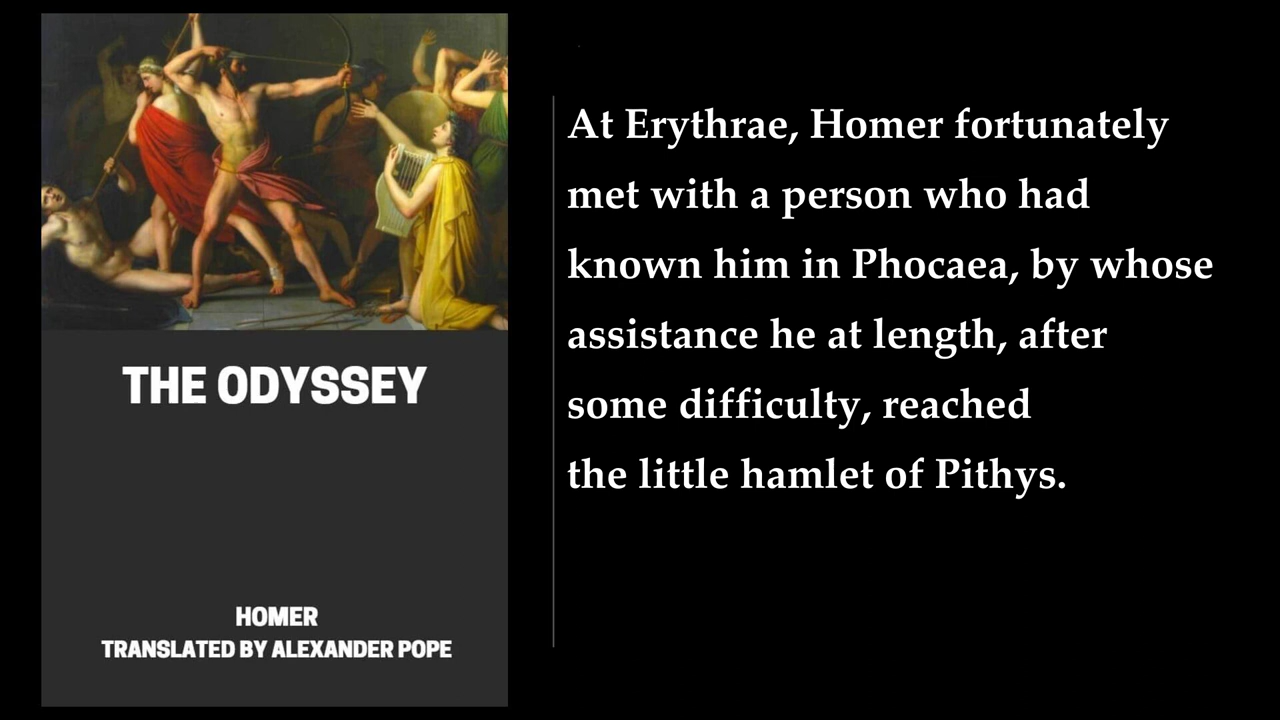 THE ODYSSEY
HOMER
TRANSLATED BY ALEXANDER POPE
At Erythrae, Homer fortunately
met with a person who had
known him in Phocaea, by whose
assistance he at length, after
some difficulty, reached
the little hamlet of Pithys.